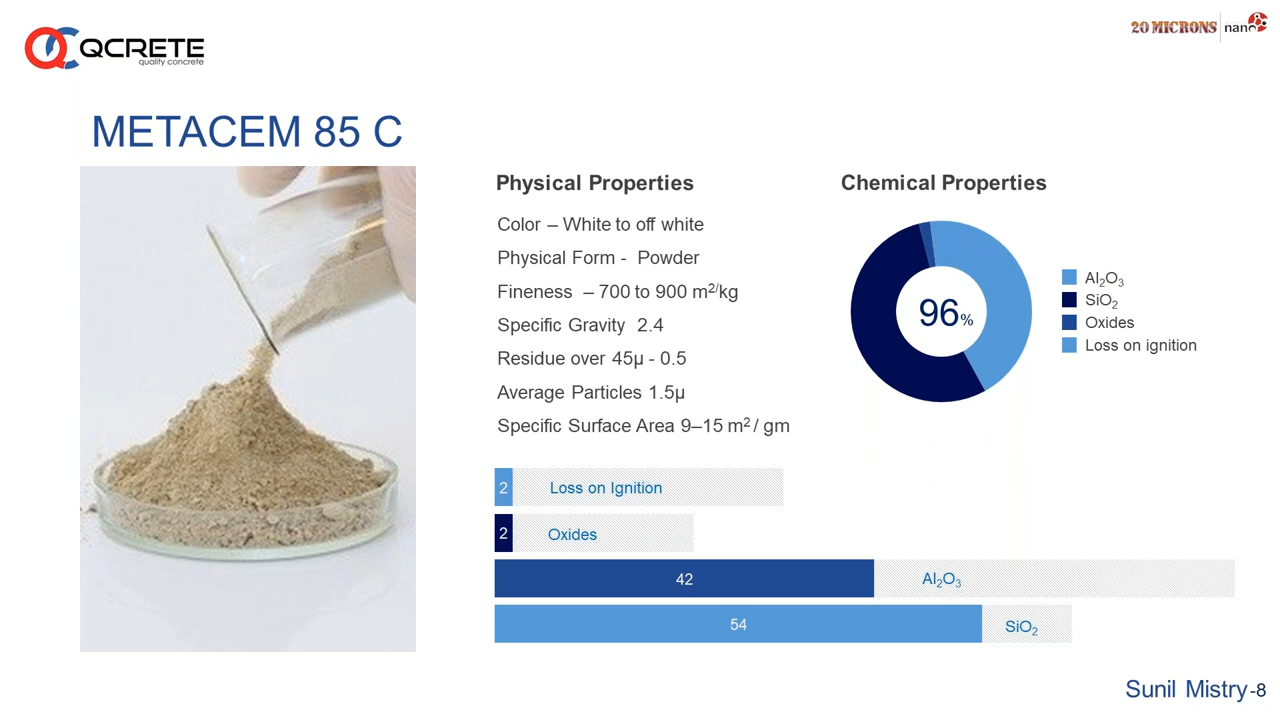 QC QCRETE
quality concrete
20 MICRONS nano
METACEM 85 C
Physical Properties
Color – White to off white
Physical Form - Powder
Fineness – 700 to 900 m²/kg
Specific Gravity 2.4
Residue over 45µ - 0.5
Average Particles 1.5µ
Specific Surface Area 9–15 m² / gm
Chemical Properties
96%
Al₂O₃
SiO₂
Oxides
Loss on ignition
2 Loss on Ignition
2 Oxides
42 Al₂O₃
54 SiO₂
Sunil Mistry-8